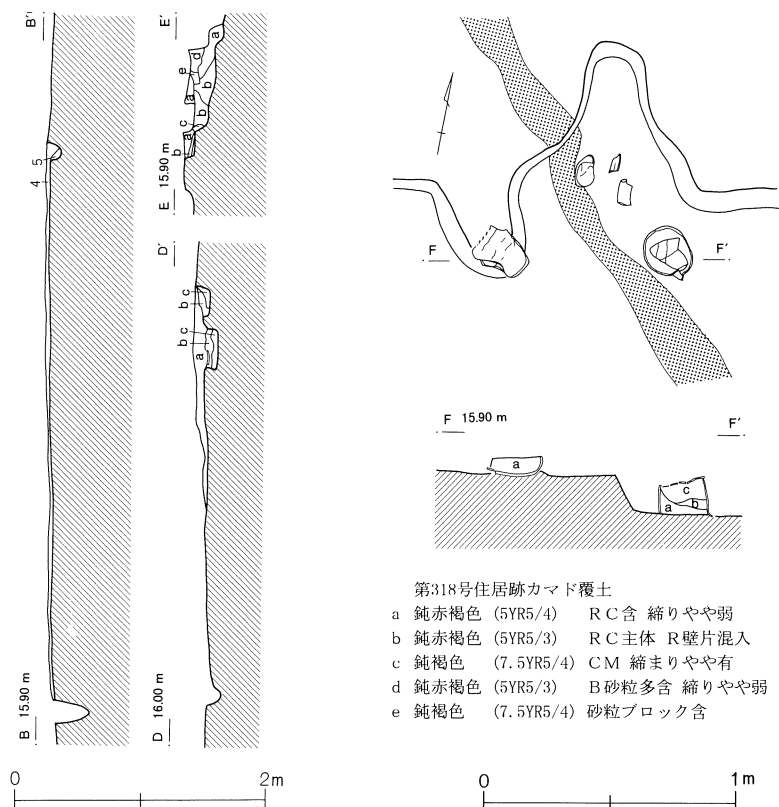 B′
5
4
B 15.90 m
E′
a
d
e
b
a
b
c
a
b
E 15.90 m
D′
b c
b c
a
D 16.00 m
0 2m
F F′
F 15.90 m F′
a
c
b
a
第318号住居跡カマド覆土
a 鈍赤褐色 (5YR5/4) RC含 締りやや弱
b 鈍赤褐色 (5YR5/3) RC主体 R壁片混入
c 鈍褐色 (7.5YR5/4) CM 締まりやや有
d 鈍赤褐色 (5YR5/3) B砂粒多含 締りやや弱
e 鈍褐色 (7.5YR5/4) 砂粒ブロック含
0 1m